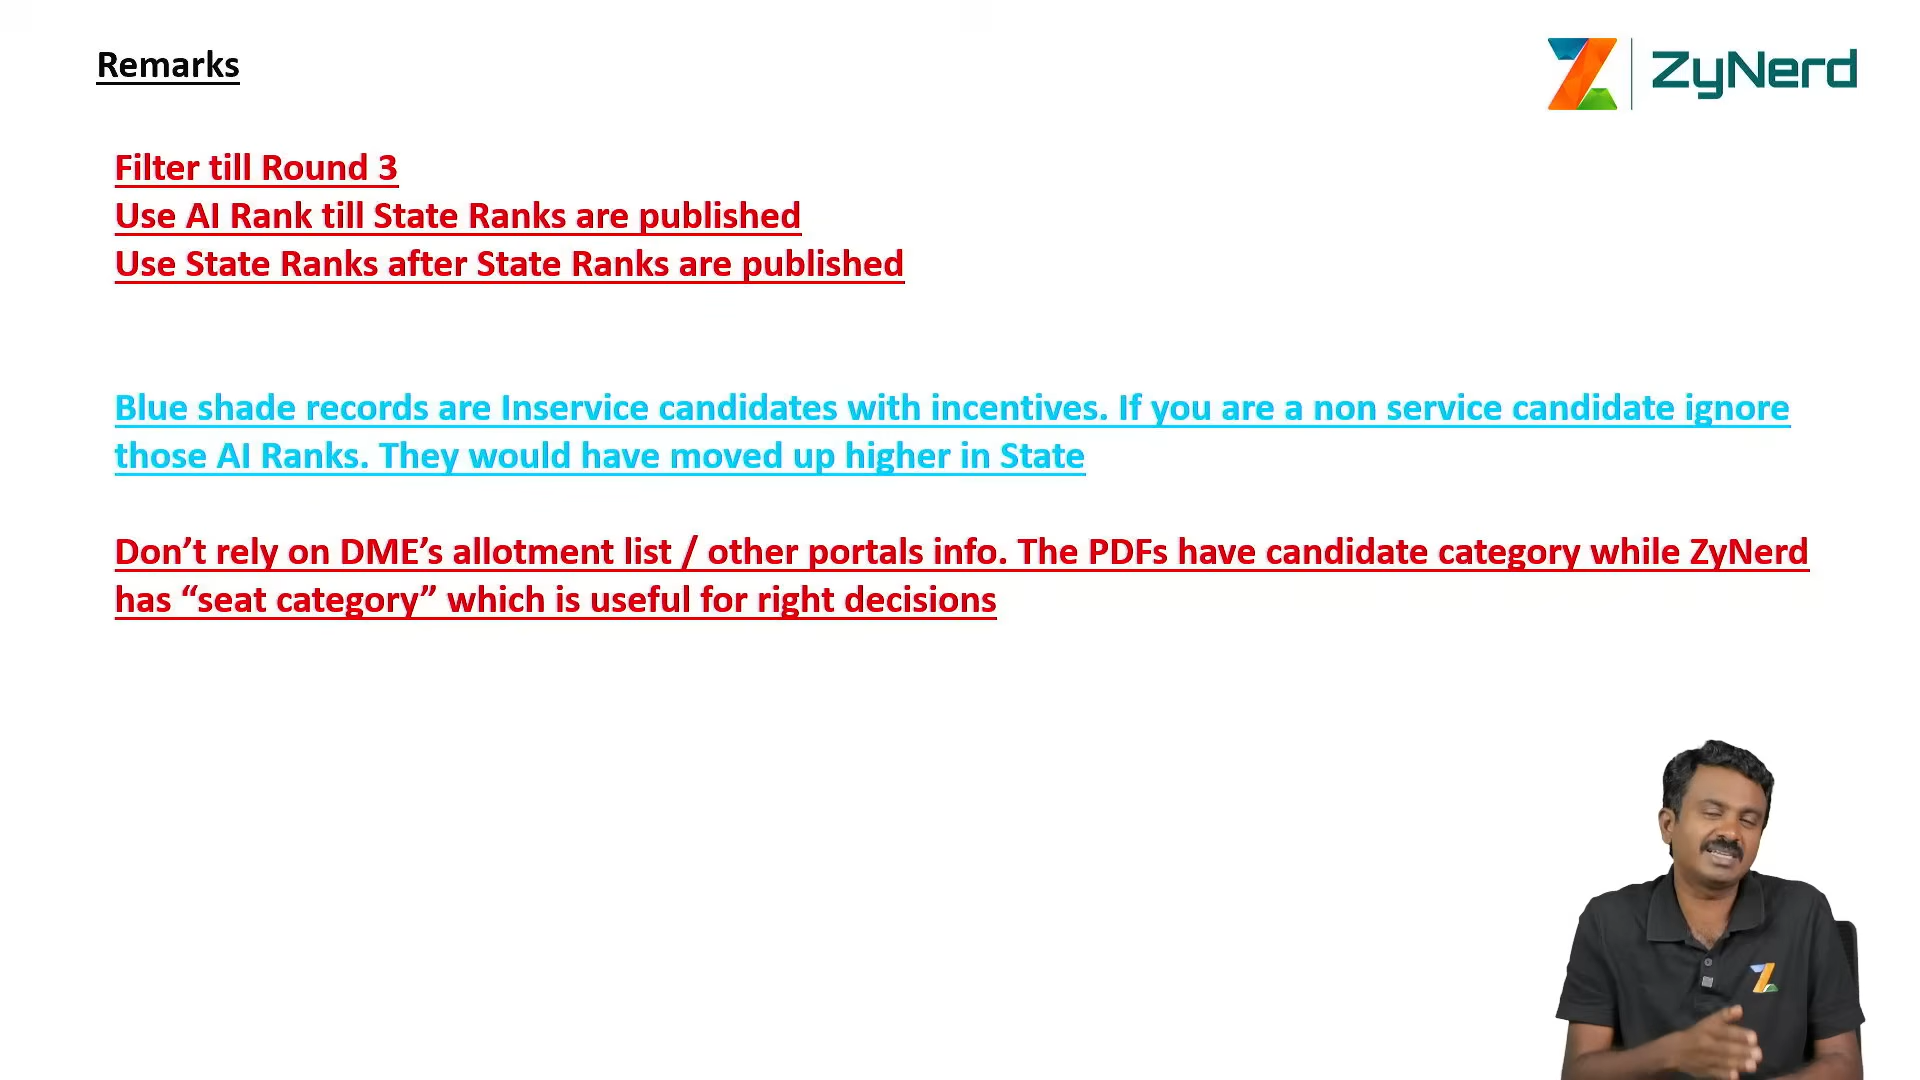 Remarks
ZyNerd
Filter till Round 3
Use AI Rank till State Ranks are published
Use State Ranks after State Ranks are published
Blue shade records are Inservice candidates with incentives. If you are a non service candidate ignore
those AI Ranks. They would have moved up higher in State
Don’t rely on DME’s allotment list / other portals info. The PDFs have candidate category while ZyNerd
has “seat category” which is useful for right decisions